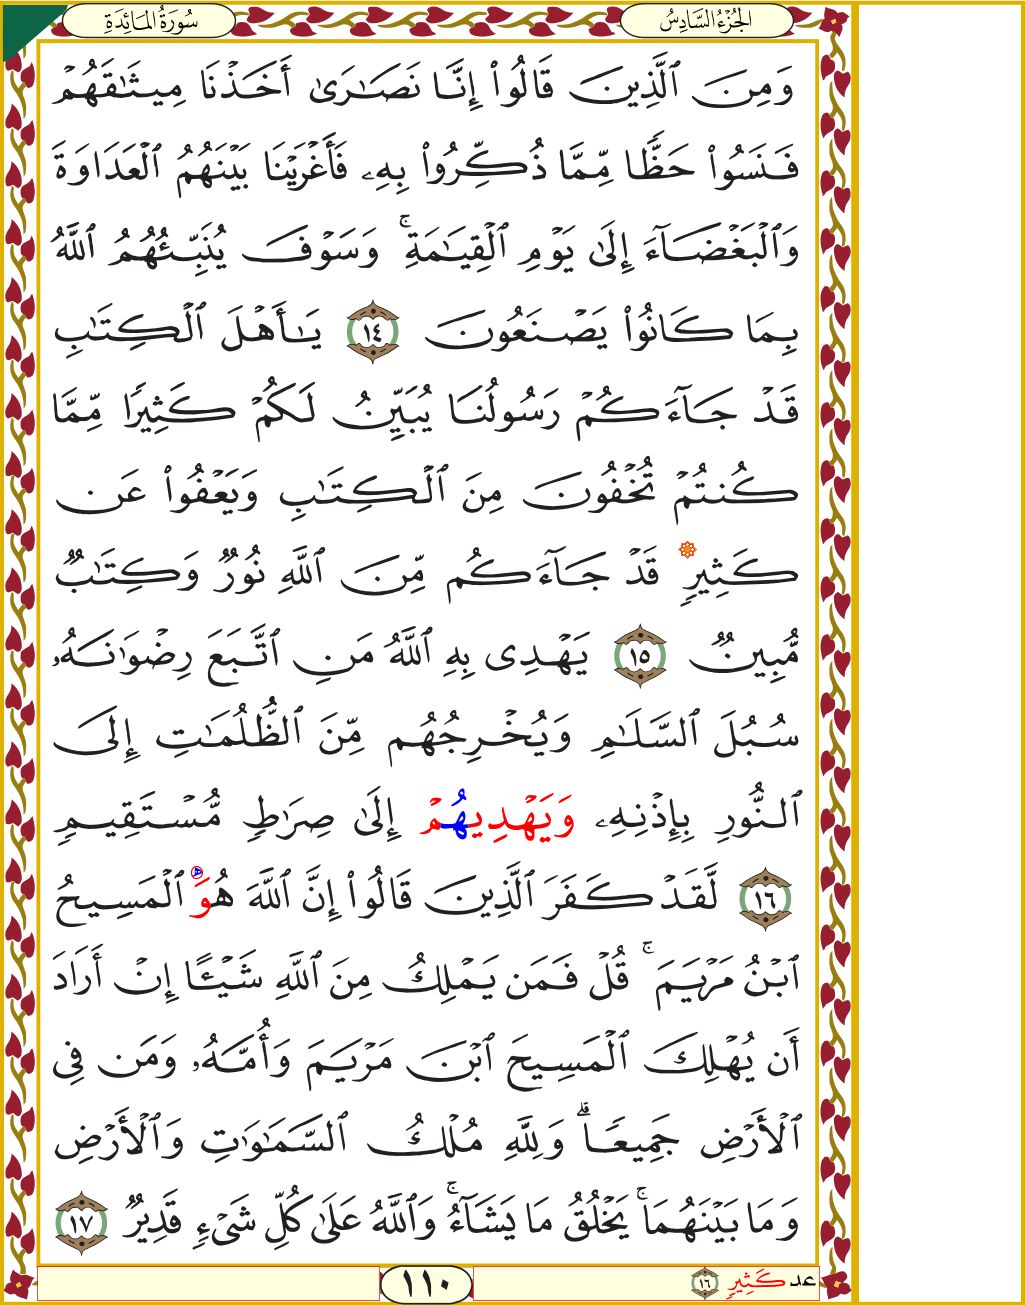 الجُزْءُ السَّادِسُ
سُورَةُ المَائِدَةِ
وَمِنَ ٱلَّذِينَ قَالُوٓا۟ إِنَّا نَصَـٰرَىٰٓ أَخَذْنَا مِيثَـٰقَهُمْ
فَنَسُوا۟ حَظًّا مِّمَّا ذُكِّرُوا۟ بِهِۦ فَأَغْرَيْنَا بَيْنَهُمُ ٱلْعَدَاوَةَ
وَٱلْبَغْضَآءَ إِلَىٰ يَوْمِ ٱلْقِيَـٰمَةِ ۚ وَسَوْفَ يُنَبِّئُهُمُ ٱللَّهُ
بِمَا كَانُوا۟ يَصْنَعُونَ ١٤ يَـٰٓأَهْلَ ٱلْكِتَـٰبِ
قَدْ جَآءَكُمْ رَسُولُنَا يُبَيِّنُ لَكُمْ كَثِيرًا مِّمَّا
كُنتُمْ تُخْفُونَ مِنَ ٱلْكِتَـٰبِ وَيَعْفُوا۟ عَن
كَثِيرٍ قَدْ جَآءَكُم مِّنَ ٱللَّهِ نُورٌ وَكِتَـٰبٌ
مُّبِينٌ ١٥ يَهْدِى بِهِ ٱللَّهُ مَنِ ٱتَّبَعَ رِضْوَٰنَهُۥ
سُبُلَ ٱلسَّلَـٰمِ وَيُخْرِجُهُم مِّنَ ٱلظُّلُمَـٰتِ إِلَى
ٱلنُّورِ بِإِذْنِهِۦ وَيَهْدِيهُمْ إِلَىٰ صِرَٰطٍ مُّسْتَقِيمٍ
١٦ لَّقَدْ كَفَرَ ٱلَّذِينَ قَالُوٓا۟ إِنَّ ٱللَّهَ هُوَ ٱلْمَسِيحُ
ٱبْنُ مَرْيَمَ ۚ قُلْ فَمَن يَمْلِكُ مِنَ ٱللَّهِ شَيْـًٔا إِنْ أَرَادَ
أَن يُهْلِكَ ٱلْمَسِيحَ ٱبْنَ مَرْيَمَ وَأُمَّهُۥ وَمَن فِى
ٱلْأَرْضِ جَمِيعًا ۗ وَلِلَّهِ مُلْكُ ٱلسَّمَـٰوَٰتِ وَٱلْأَرْضِ
وَمَا بَيْنَهُمَا ۚ يَخْلُقُ مَا يَشَآءُ ۚ وَٱللَّهُ عَلَىٰ كُلِّ شَىْءٍ قَدِيرٌ ١٧
عد كَثِيرٍ ١٦
١١٠